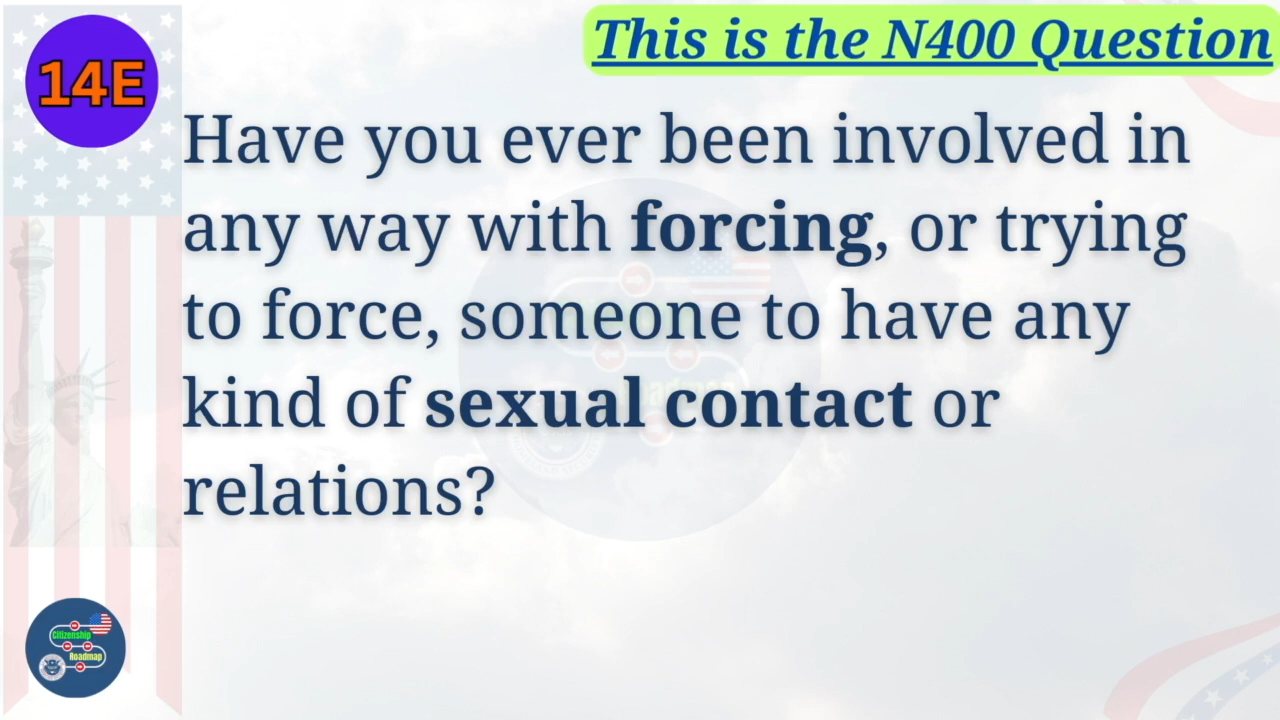 14E
This is the N400 Question
Have you ever been involved in
any way with forcing, or trying
to force, someone to have any
kind of sexual contact or
relations?
Citizenship
Roadmap